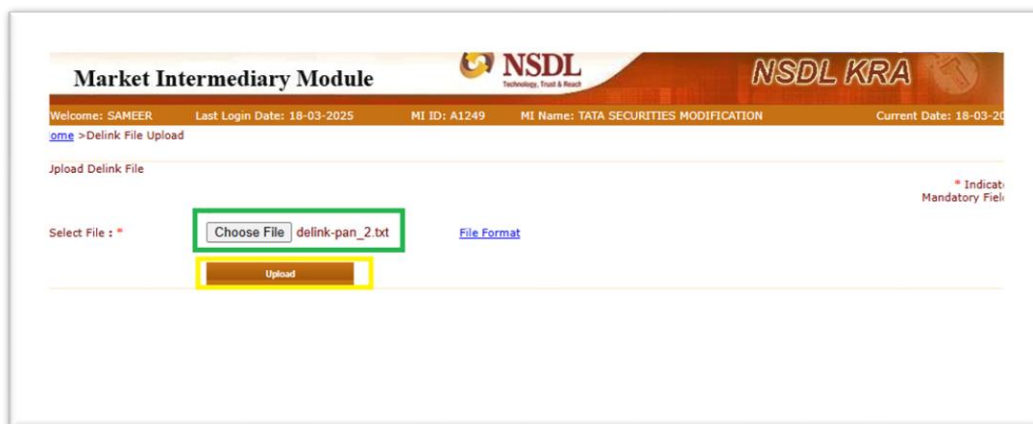 Market Intermediary Module
NSDL
Technology, Trust & Reach
NSDL KRA
Welcome: SAMEER Last Login Date: 18-03-2025 MI ID: A1249 MI Name: TATA SECURITIES MODIFICATION Current Date: 18-03-20
ome >Delink File Upload
Upload Delink File
* Indicat
Mandatory Fiel
Select File : * Choose File delink-pan_2.txt File Format
Upload